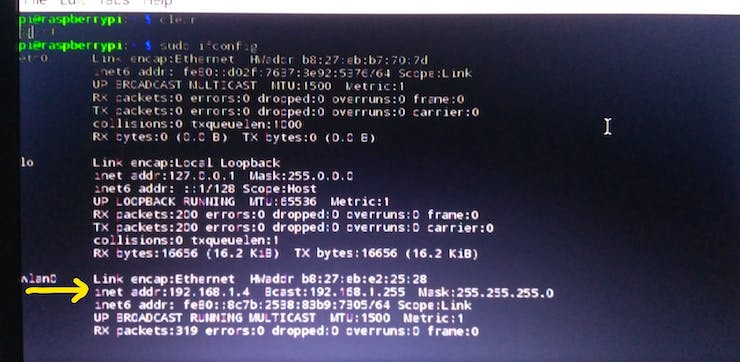 File Edit Tabs Help
pi@raspberrypi:~ $ clear
pi@raspberrypi:~ $ sudo ifconfig
eth0 Link encap:Ethernet HWaddr b8:27:eb:b7:70:7d
inet6 addr: fe80::d02f:7637:3e92:5376/64 Scope:Link
UP BROADCAST MULTICAST MTU:1500 Metric:1
RX packets:0 errors:0 dropped:0 overruns:0 frame:0
TX packets:0 errors:0 dropped:0 overruns:0 carrier:0
collisions:0 txqueuelen:1000
RX bytes:0 (0.0 B) TX bytes:0 (0.0 B)
lo Link encap:Local Loopback
inet addr:127.0.0.1 Mask:255.0.0.0
inet6 addr: ::1/128 Scope:Host
UP LOOPBACK RUNNING MTU:65536 Metric:1
RX packets:200 errors:0 dropped:0 overruns:0 frame:0
TX packets:200 errors:0 dropped:0 overruns:0 carrier:0
collisions:0 txqueuelen:1
RX bytes:16656 (16.2 KiB) TX bytes:16656 (16.2 KiB)
wlan0 Link encap:Ethernet HWaddr b8:27:eb:e2:25:28
inet addr:192.168.1.4 Bcast:192.168.1.255 Mask:255.255.255.0
inet6 addr: fe80::8c7b:2538:83b9:7305/64 Scope:Link
UP BROADCAST RUNNING MULTICAST MTU:1500 Metric:1
RX packets:319 errors:0 dropped:0 overruns:0 frame:0